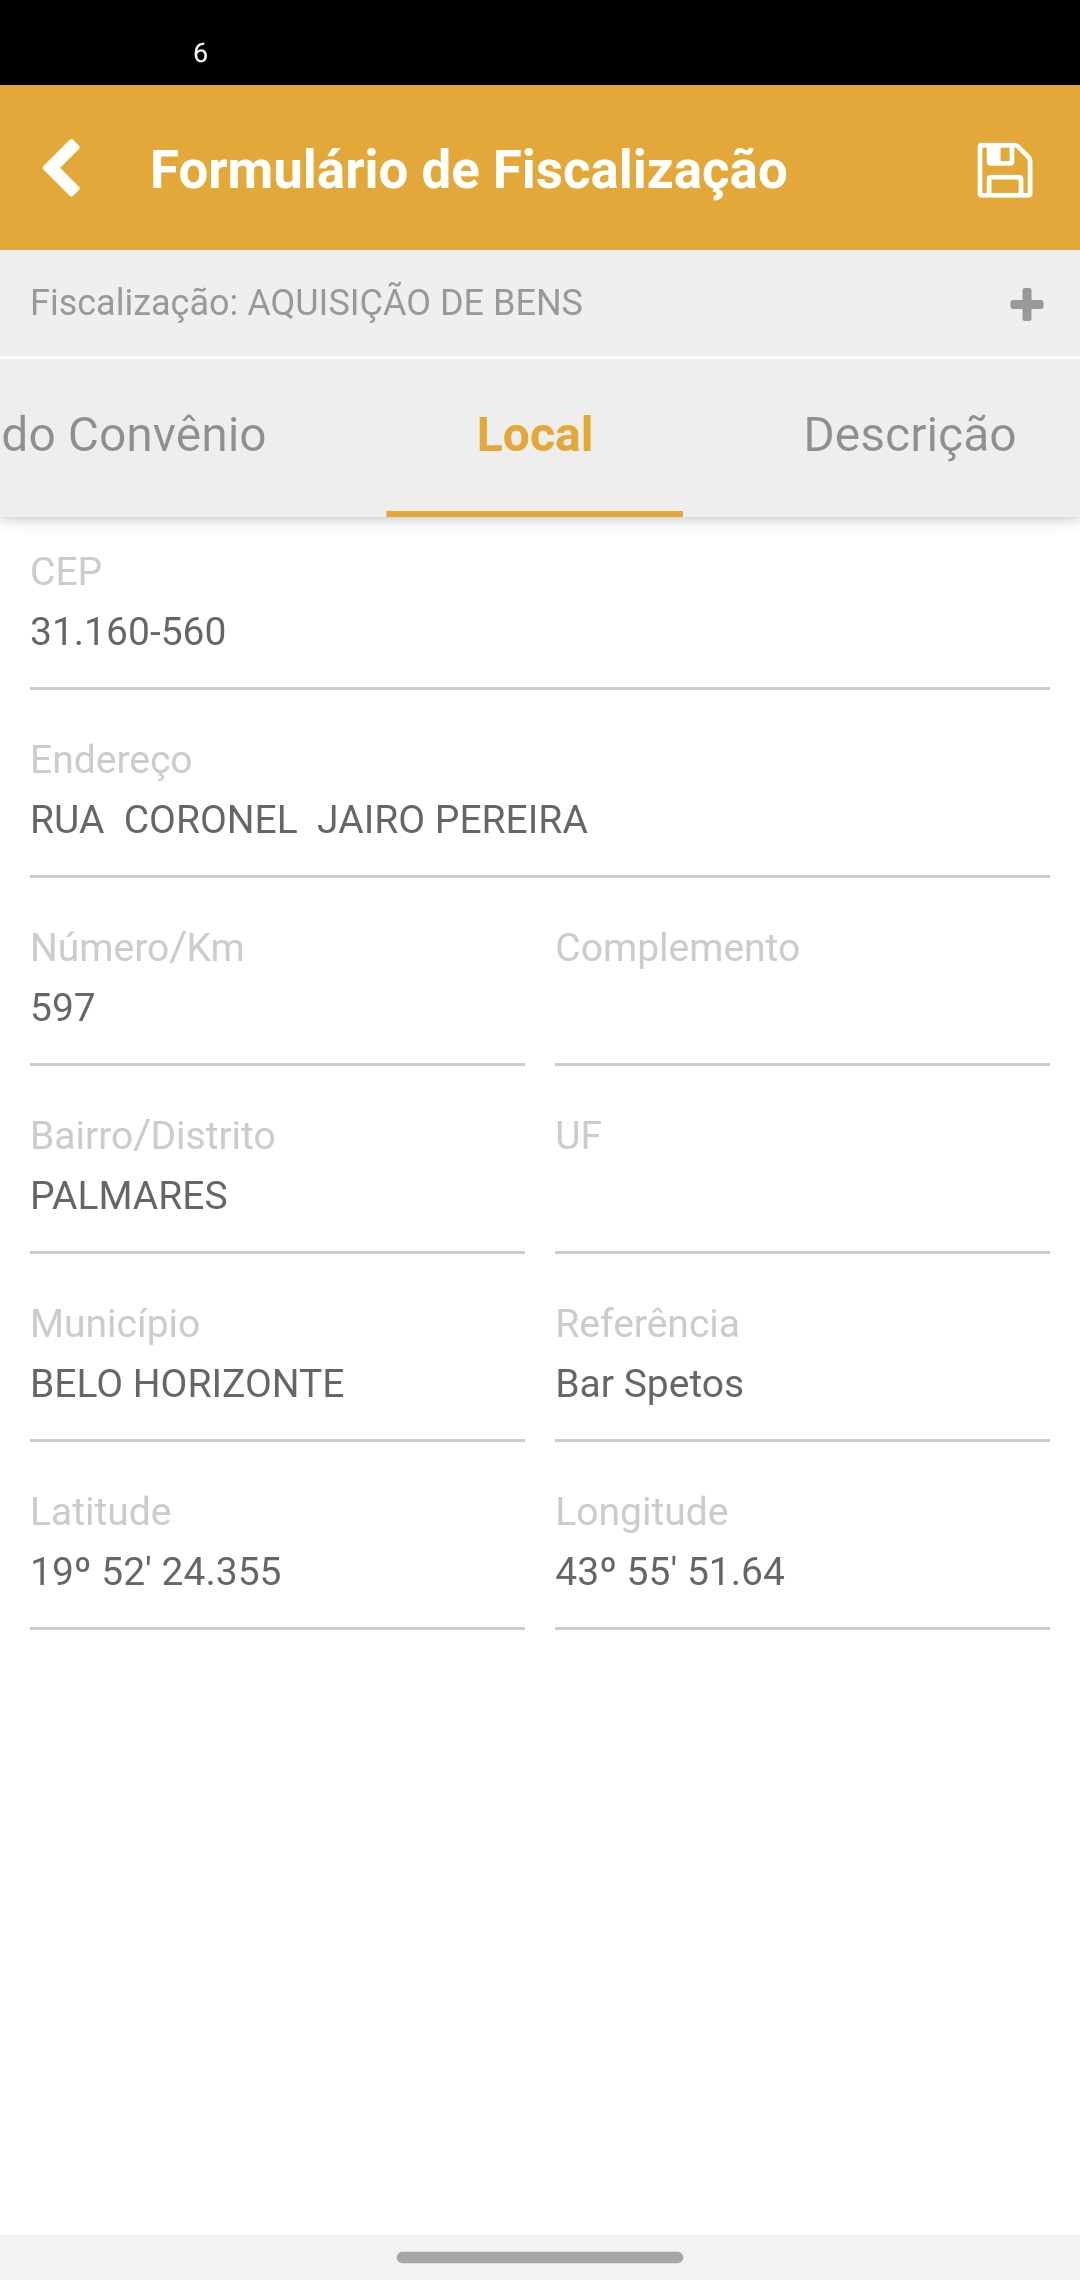 6
Formulário de Fiscalização
Fiscalização: AQUISIÇÃO DE BENS
do Convênio Local Descrição
CEP
31.160-560
Endereço
RUA  CORONEL  JAIRO PEREIRA
Número/Km Complemento
597
Bairro/Distrito UF
PALMARES
Município Referência
BELO HORIZONTE Bar Spetos
Latitude Longitude
19º 52' 24.355 43º 55' 51.64